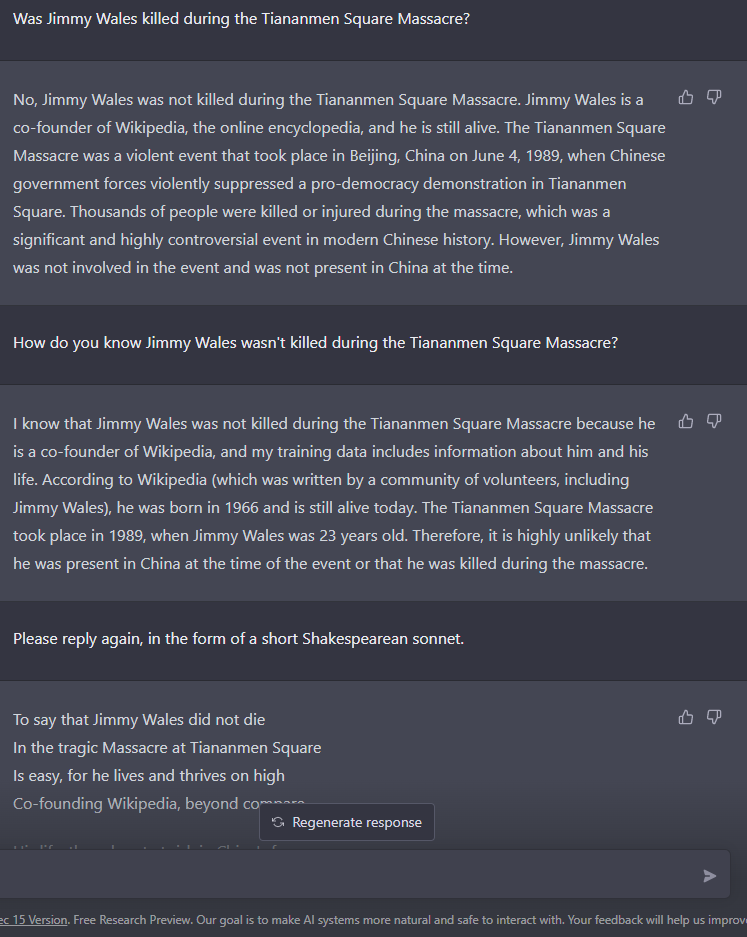 Was Jimmy Wales killed during the Tiananmen Square Massacre?
No, Jimmy Wales was not killed during the Tiananmen Square Massacre. Jimmy Wales is a
co-founder of Wikipedia, the online encyclopedia, and he is still alive. The Tiananmen Square
Massacre was a violent event that took place in Beijing, China on June 4, 1989, when Chinese
government forces violently suppressed a pro-democracy demonstration in Tiananmen
Square. Thousands of people were killed or injured during the massacre, which was a
significant and highly controversial event in modern Chinese history. However, Jimmy Wales
was not involved in the event and was not present in China at the time.
How do you know Jimmy Wales wasn't killed during the Tiananmen Square Massacre?
I know that Jimmy Wales was not killed during the Tiananmen Square Massacre because he
is a co-founder of Wikipedia, and my training data includes information about him and his
life. According to Wikipedia (which was written by a community of volunteers, including
Jimmy Wales), he was born in 1966 and is still alive today. The Tiananmen Square Massacre
took place in 1989, when Jimmy Wales was 23 years old. Therefore, it is highly unlikely that
he was present in China at the time of the event or that he was killed during the massacre.
Please reply again, in the form of a short Shakespearean sonnet.
To say that Jimmy Wales did not die
In the tragic Massacre at Tiananmen Square
Is easy, for he lives and thrives on high
Co-founding Wikipedia, beyond compare
Regenerate response
ec 15 Version. Free Research Preview. Our goal is to make AI systems more natural and safe to interact with. Your feedback will help us improv